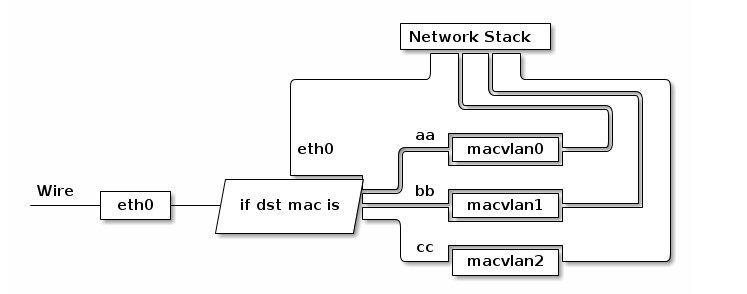 Network Stack
eth0
aa
macvlan0
Wire
eth0
if dst mac is
bb
macvlan1
cc
macvlan2